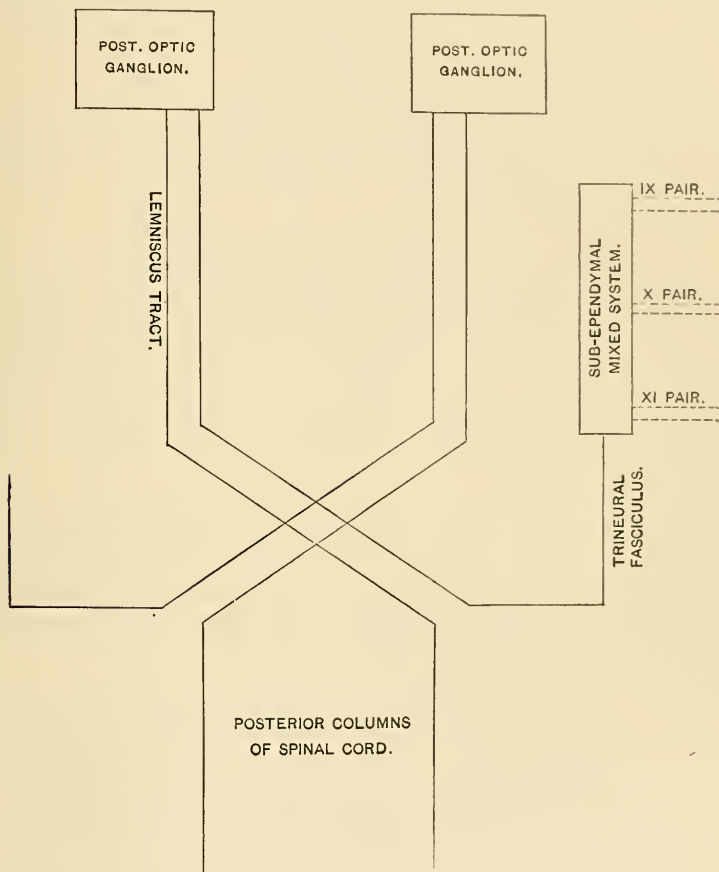 POST. OPTIC
GANGLION.
POST. OPTIC
GANGLION.
LEMNISCUS TRACT.
SUB-EPENDYMAL
MIXED SYSTEM.
IX PAIR.
X PAIR.
XI PAIR.
TRINEURAL
FASCICULUS.
POSTERIOR COLUMNS
OF SPINAL CORD.